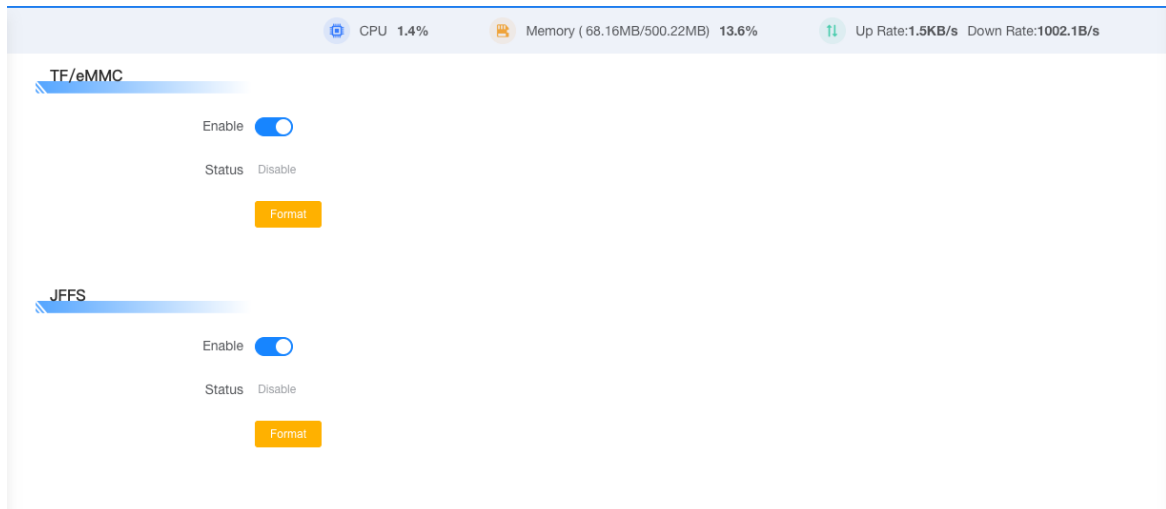 CPU 1.4% Memory ( 68.16MB/500.22MB) 13.6% Up Rate:1.5KB/s Down Rate:1002.1B/s
TF/eMMC
Enable
Status Disable
Format
JFFS
Enable
Status Disable
Format